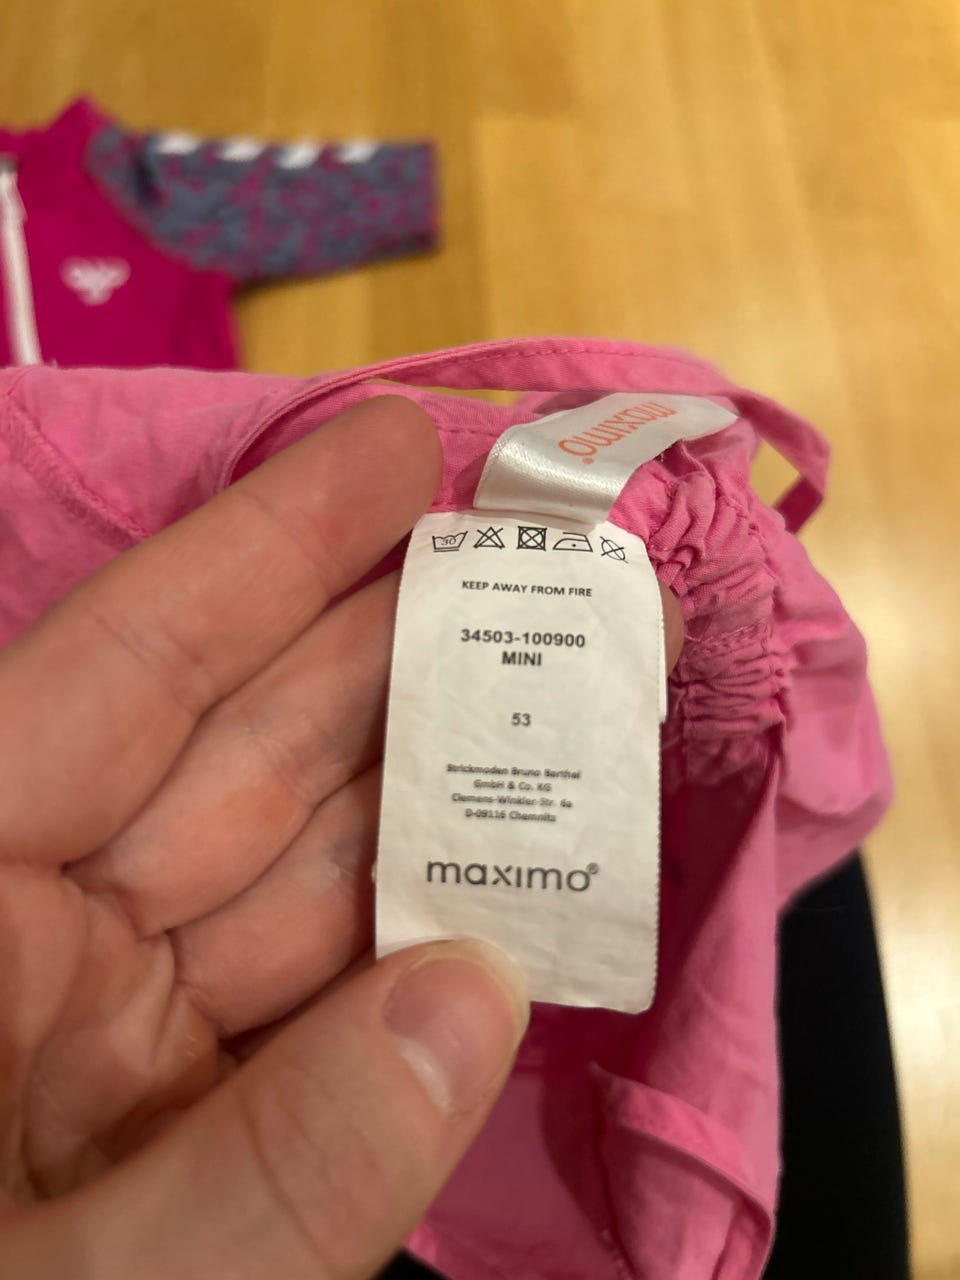 maximo®
30
KEEP AWAY FROM FIRE
34503-100900
MINI
53
Strickmoden Bruno Barthel
GmbH & Co. KG
Clemens-Winkler-Str. 6a
D-09116 Chemnitz
maximo®